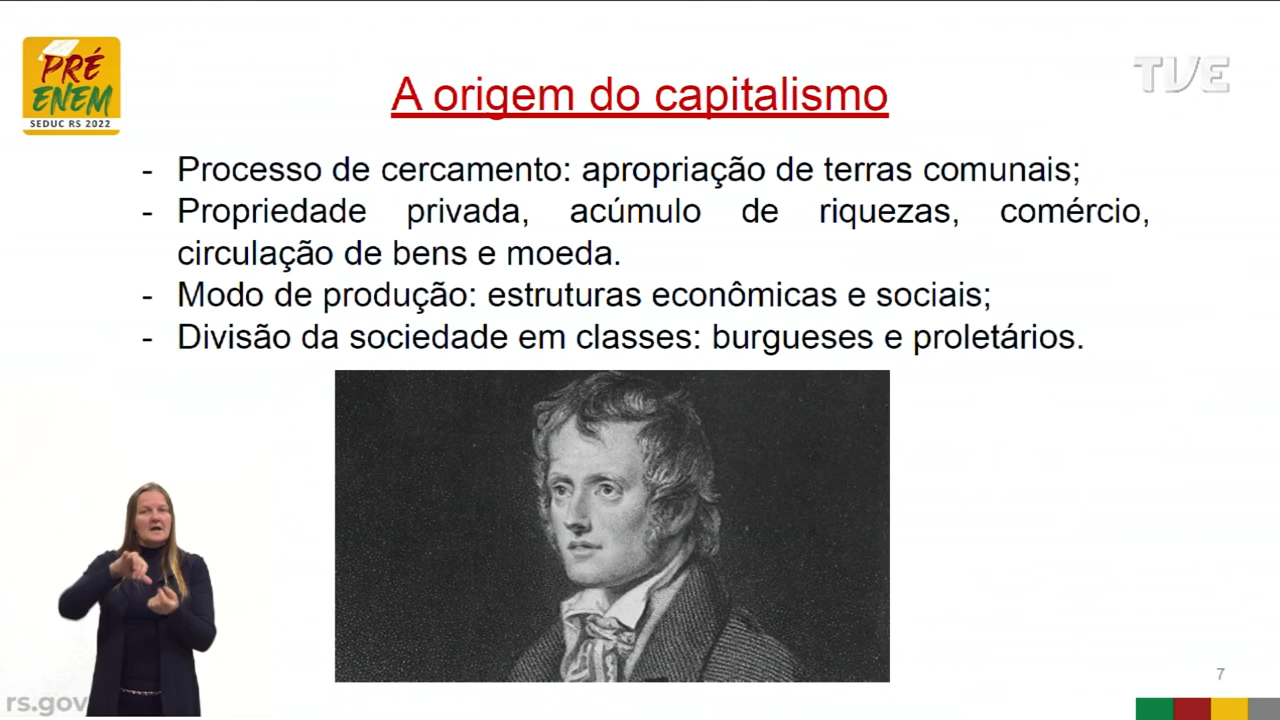 PRÉ
ENEM
SEDUC RS 2022
TVE
A origem do capitalismo
- Processo de cercamento: apropriação de terras comunais;
- Propriedade privada, acúmulo de riquezas, comércio,
circulação de bens e moeda.
- Modo de produção: estruturas econômicas e sociais;
- Divisão da sociedade em classes: burgueses e proletários.
rs.gov
7